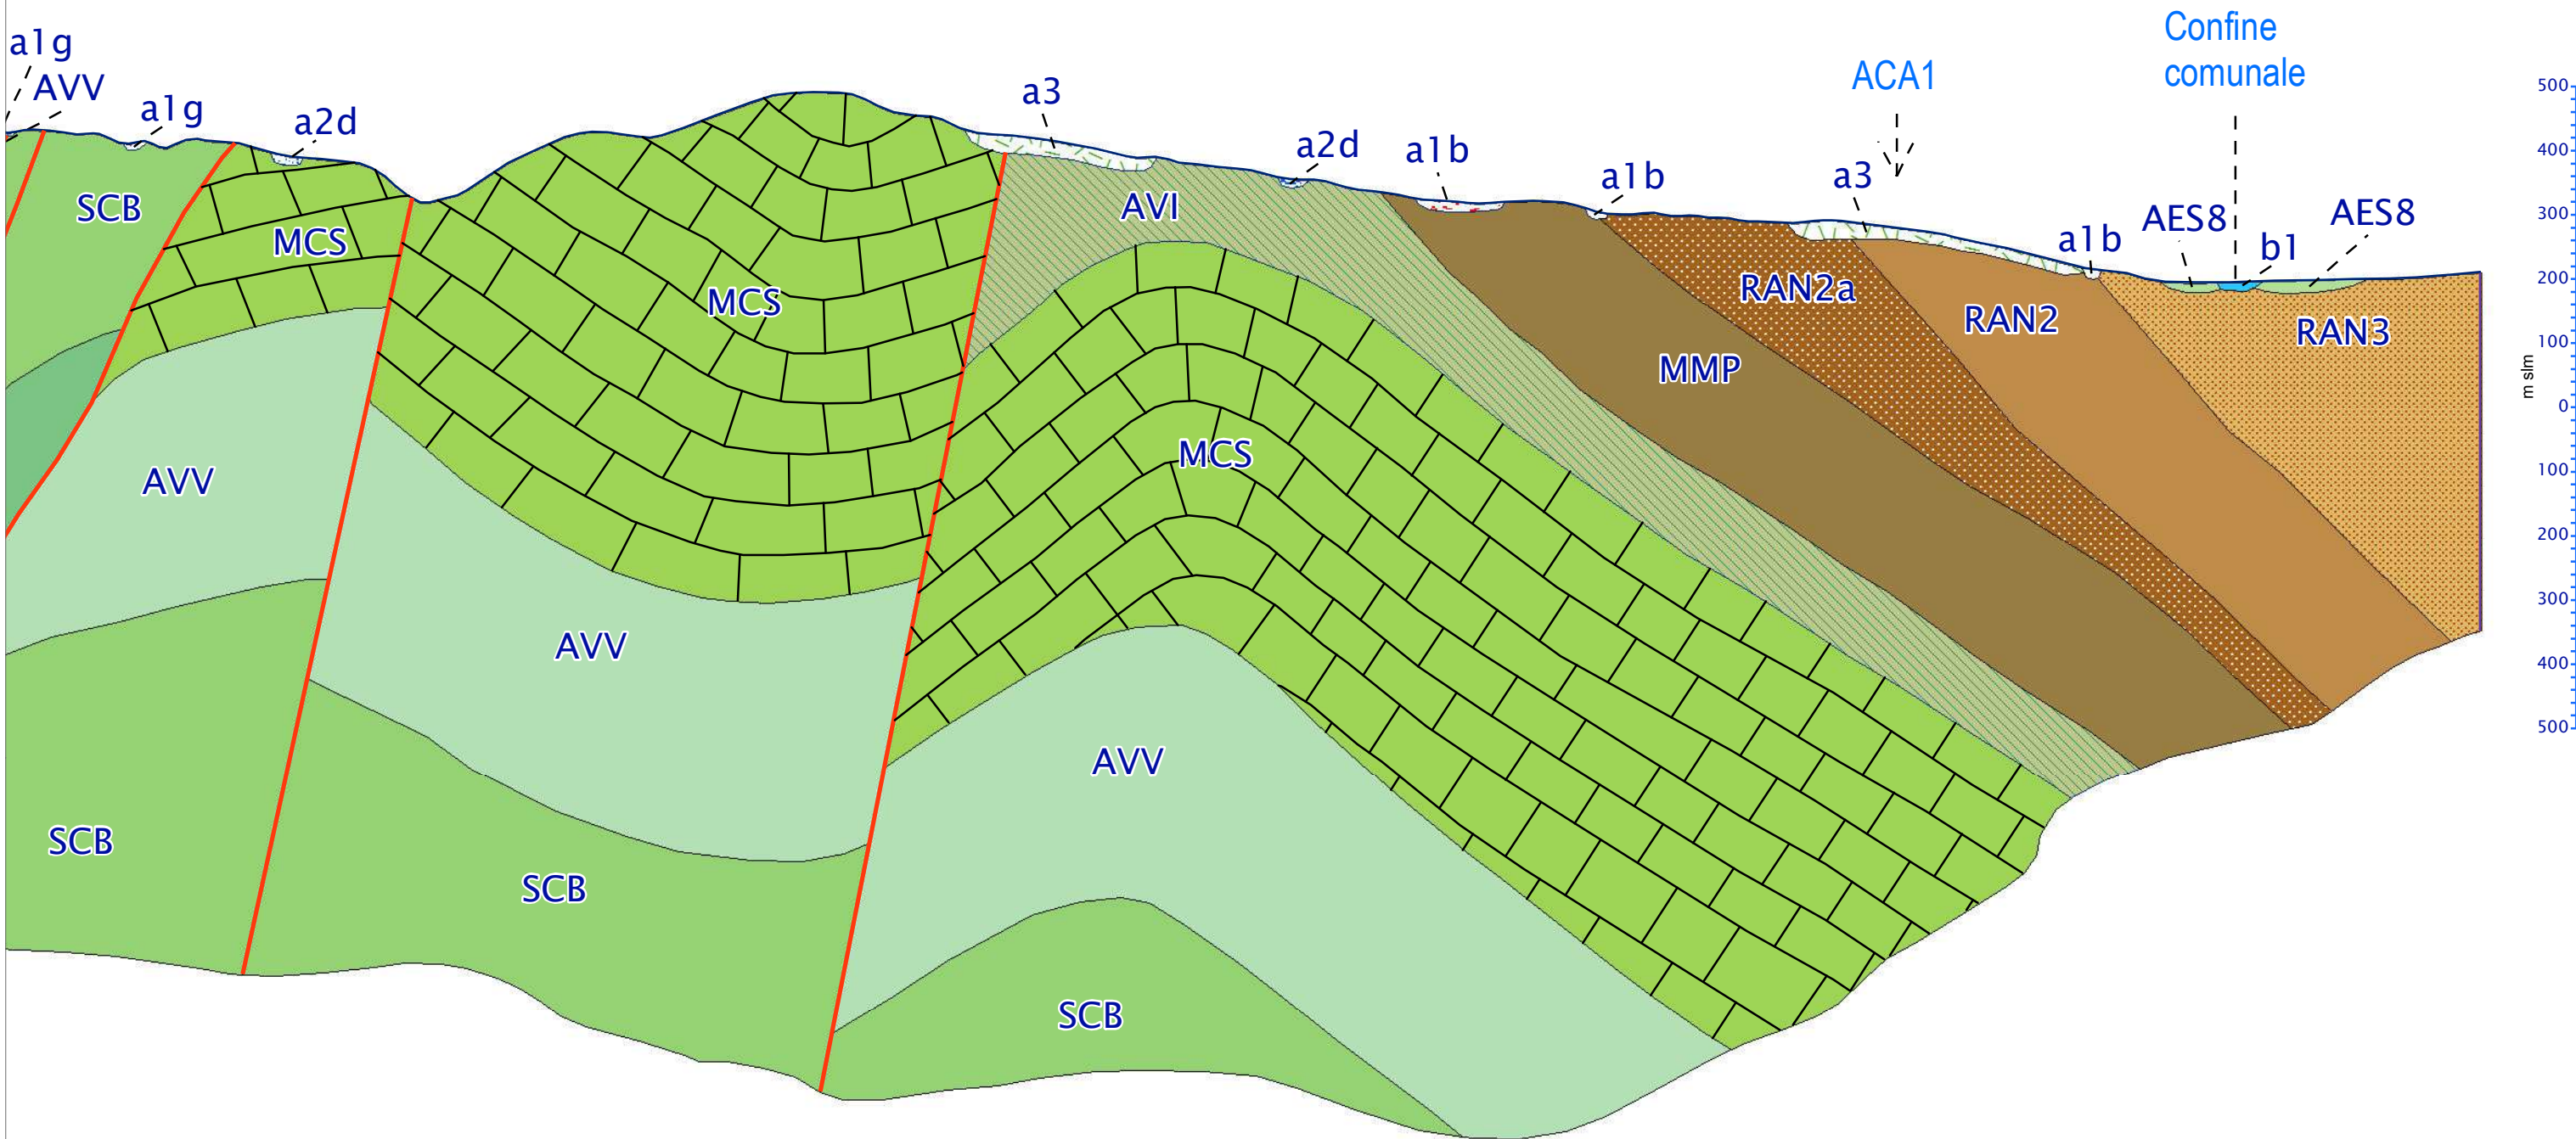 a1g
AVV
a1g
a2d
a3
a2d
a1b
a1b
ACA1
a3
Confine
comunale
a1b
AES8
b1
AES8
SCB
MCS
MCS
AVI
RAN2a
RAN2
RAN3
MMP
MCS
AVV
AVV
AVV
SCB
SCB
SCB
500
400
300
200
100
0
100
200
300
400
500
m slm